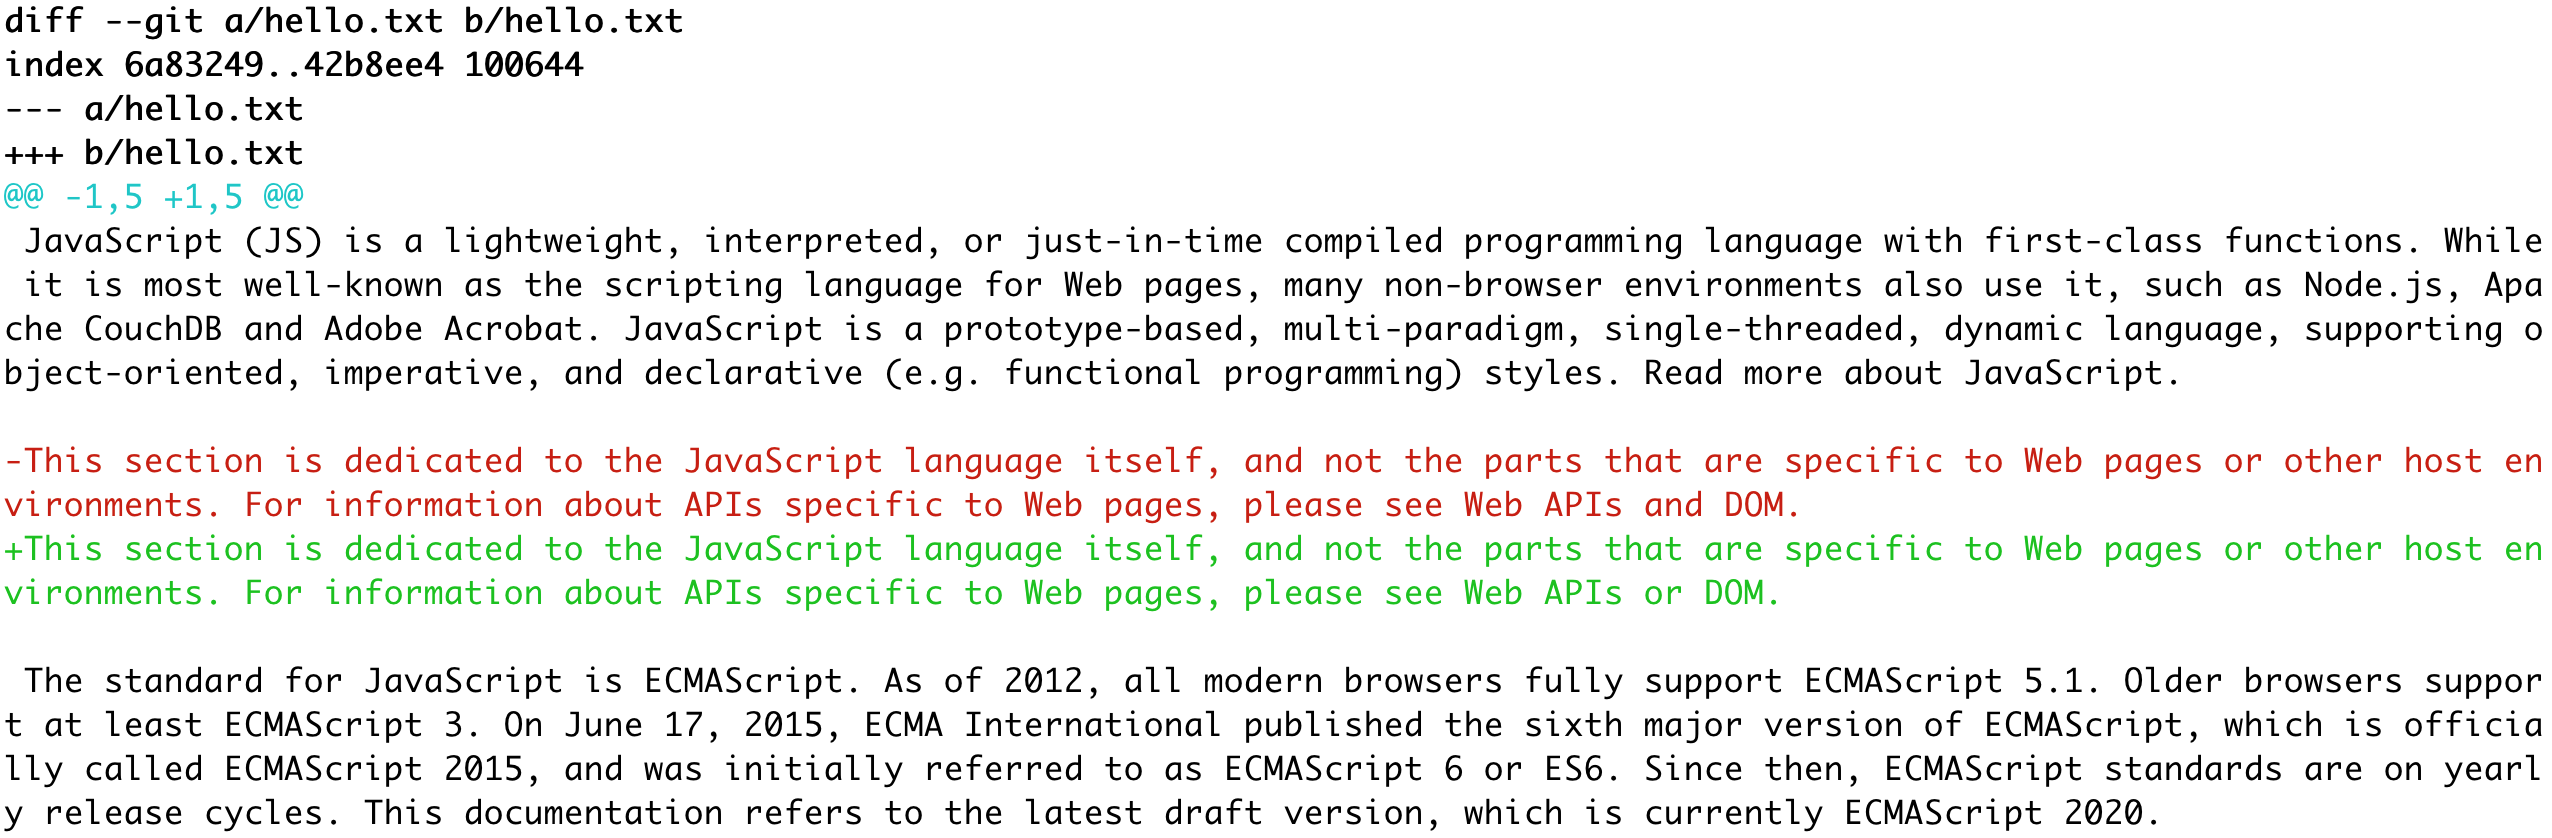 diff --git a/hello.txt b/hello.txt
index 6a83249..42b8ee4 100644
--- a/hello.txt
+++ b/hello.txt
@@ -1,5 +1,5 @@
 JavaScript (JS) is a lightweight, interpreted, or just-in-time compiled programming language with first-class functions. While
 it is most well-known as the scripting language for Web pages, many non-browser environments also use it, such as Node.js, Apa
che CouchDB and Adobe Acrobat. JavaScript is a prototype-based, multi-paradigm, single-threaded, dynamic language, supporting o
bject-oriented, imperative, and declarative (e.g. functional programming) styles. Read more about JavaScript.

-This section is dedicated to the JavaScript language itself, and not the parts that are specific to Web pages or other host en
vironments. For information about APIs specific to Web pages, please see Web APIs and DOM.
+This section is dedicated to the JavaScript language itself, and not the parts that are specific to Web pages or other host en
vironments. For information about APIs specific to Web pages, please see Web APIs or DOM.

 The standard for JavaScript is ECMAScript. As of 2012, all modern browsers fully support ECMAScript 5.1. Older browsers suppor
t at least ECMAScript 3. On June 17, 2015, ECMA International published the sixth major version of ECMAScript, which is officia
lly called ECMAScript 2015, and was initially referred to as ECMAScript 6 or ES6. Since then, ECMAScript standards are on yearl
y release cycles. This documentation refers to the latest draft version, which is currently ECMAScript 2020.